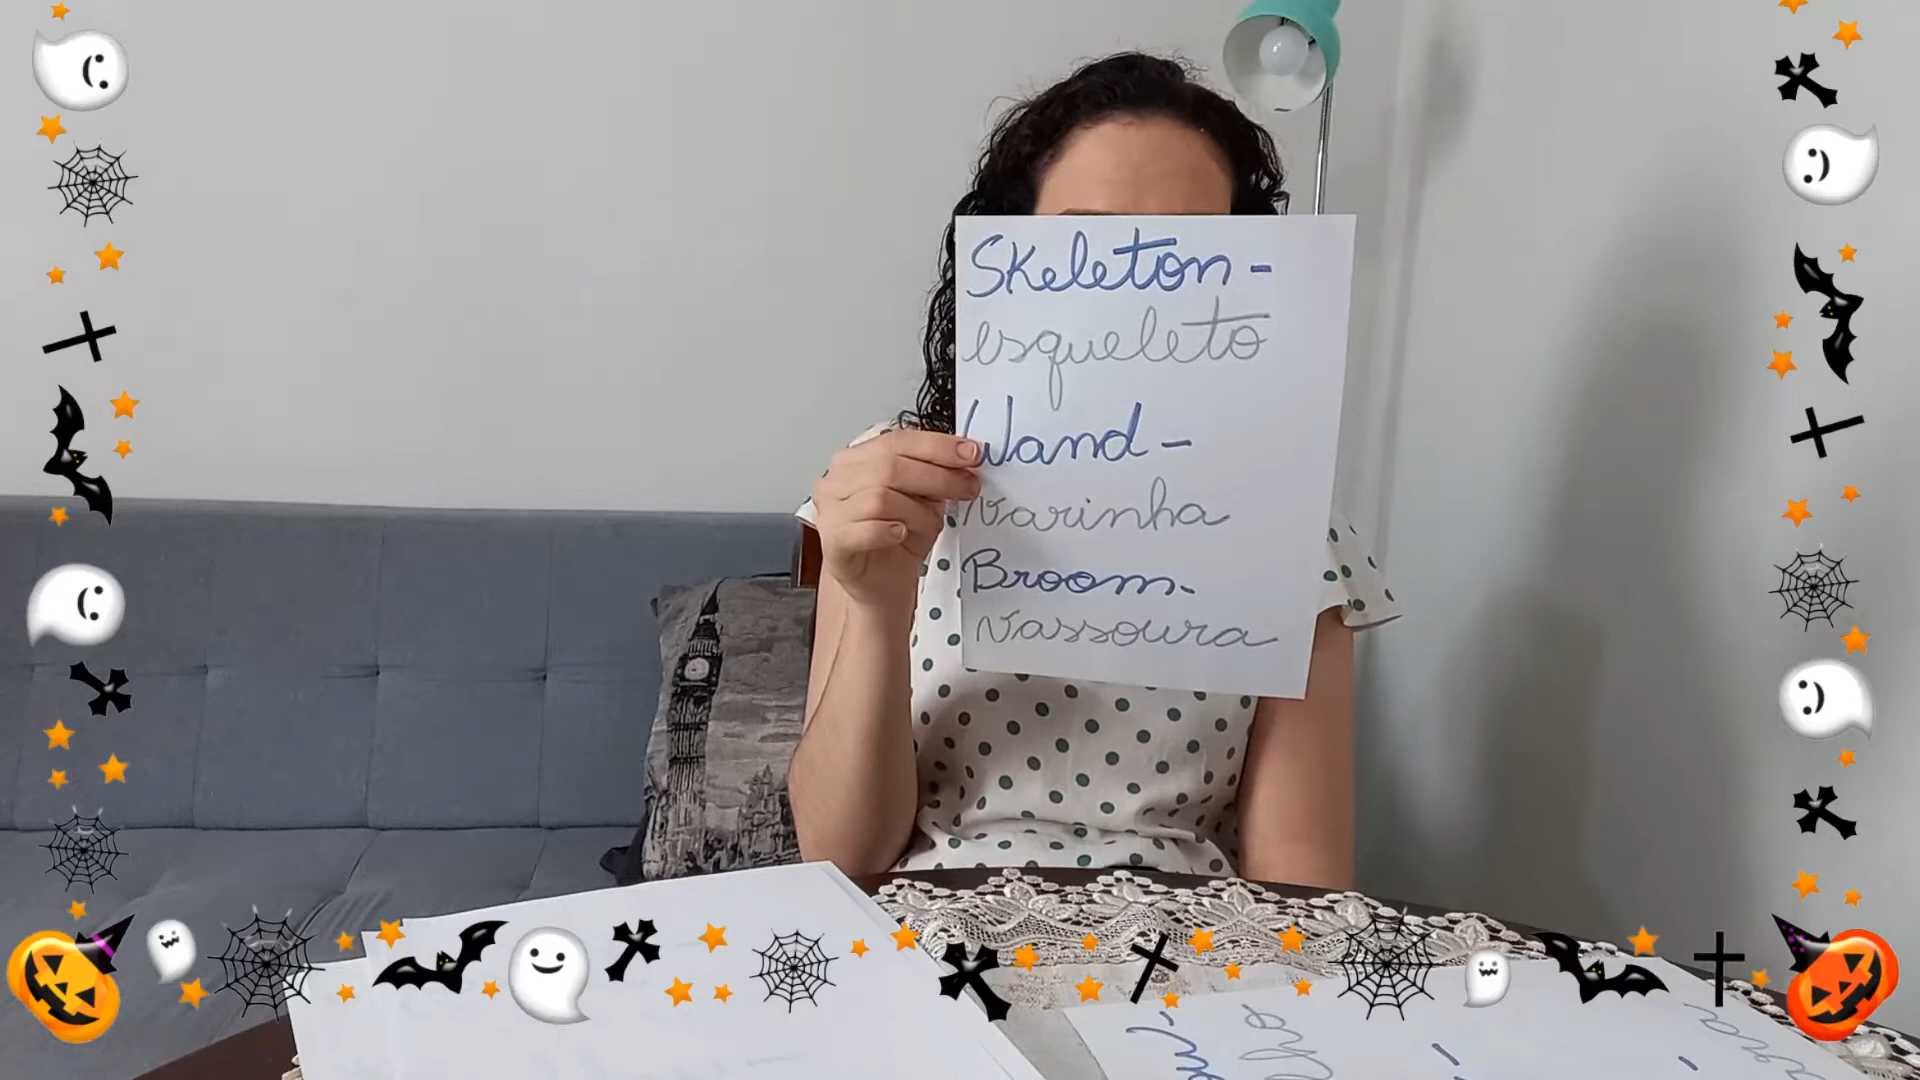 Skeleton -
esqueleto
Wand -
Varinha
Broom -
Vassoura